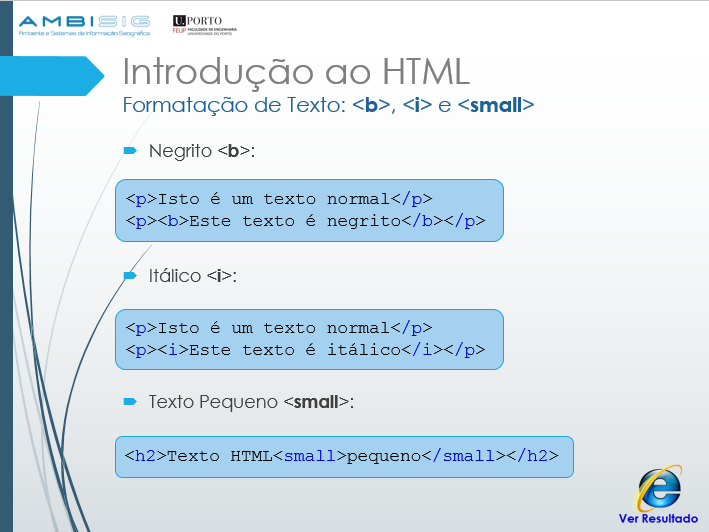 AMBISIG
Ambiente e Sistemas de Informação Geográfica
U.PORTO
FEUP FACULDADE DE ENGENHARIA
UNIVERSIDADE DO PORTO
Introdução ao HTML
Formatação de Texto: <b>, <i> e <small>
Negrito <b>:
<p>Isto é um texto normal</p>
<p><b>Este texto é negrito</b></p>
Itálico <i>:
<p>Isto é um texto normal</p>
<p><i>Este texto é itálico</i></p>
Texto Pequeno <small>:
<h2>Texto HTML<small>pequeno</small></h2>
Ver Resultado